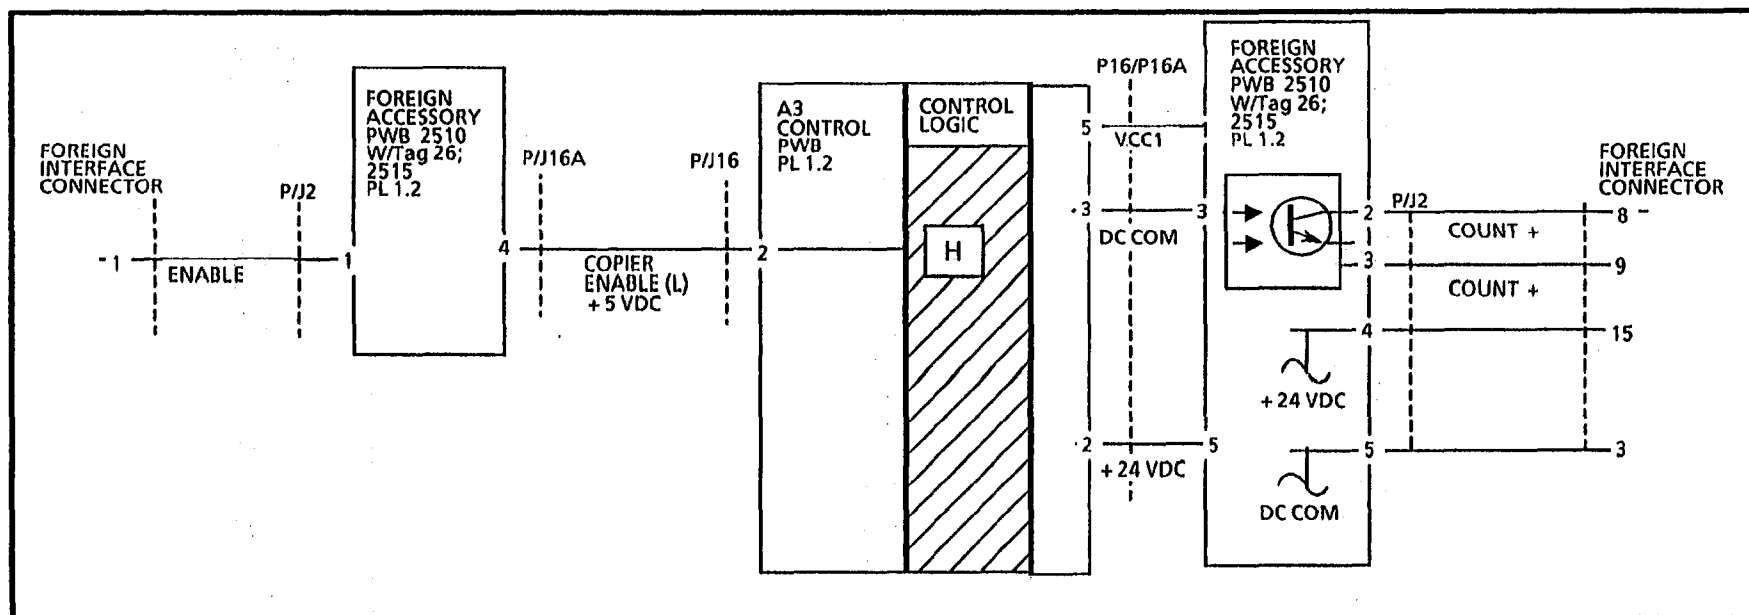 FOREIGN
INTERFACE
CONNECTOR
1
ENABLE
P/J2
1
FOREIGN
ACCESSORY
PWB 2510
W/Tag 26;
2515
PL 1.2
4
P/J16A
COPIER
ENABLE (L)
+ 5 VDC
P/J16
2
A3
CONTROL
PWB
PL 1.2
CONTROL
LOGIC
H
5
3
2
P16/P16A
VCC1
DC COM
+ 24 VDC
3
5
FOREIGN
ACCESSORY
PWB 2510
W/Tag 26;
2515
PL 1.2
2
1
3
4
+ 24 VDC
5
DC COM
P/J2
COUNT +
COUNT +
FOREIGN
INTERFACE
CONNECTOR
8
9
15
3